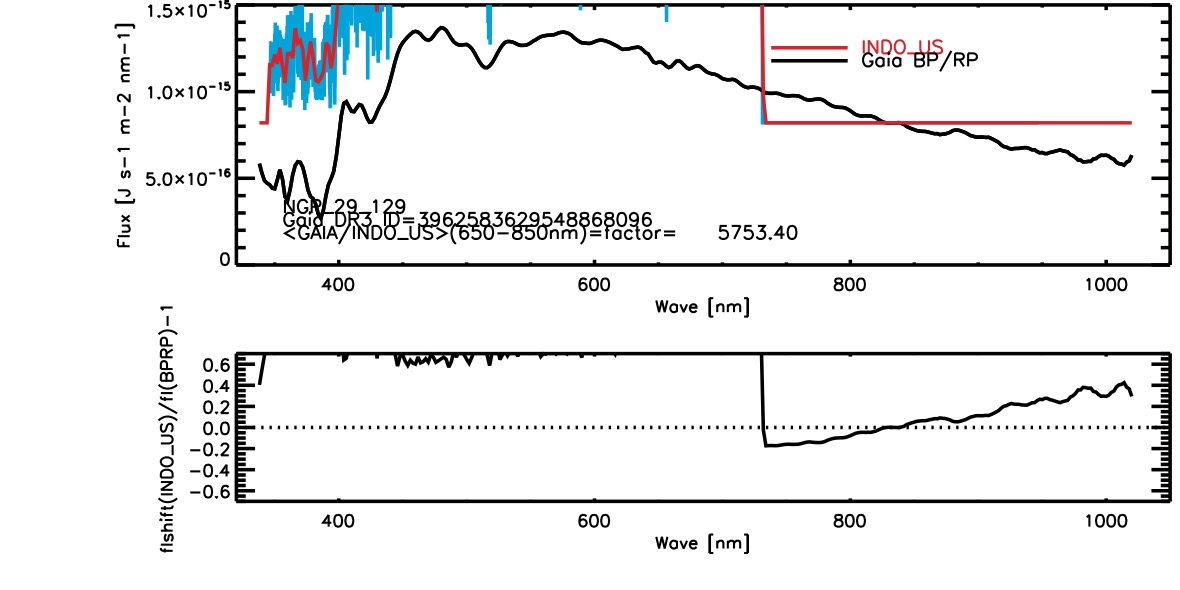 1.5×10⁻¹⁵
1.0×10⁻¹⁵
5.0×10⁻¹⁶
0
Flux [J s−1 m−2 nm−1]
INDO_US
Gaia BP/RP
NGP_29_129
Gaia DR3 ID=3962583629548868096
<GAIA/INDO_US>(650−850nm)=factor= 5753.40
400 600 800 1000
Wave [nm]
flshift(INDO_US)/fl(BPRP)−1
0.6
0.4
0.2
0.0
−0.2
−0.4
−0.6
400 600 800 1000
Wave [nm]